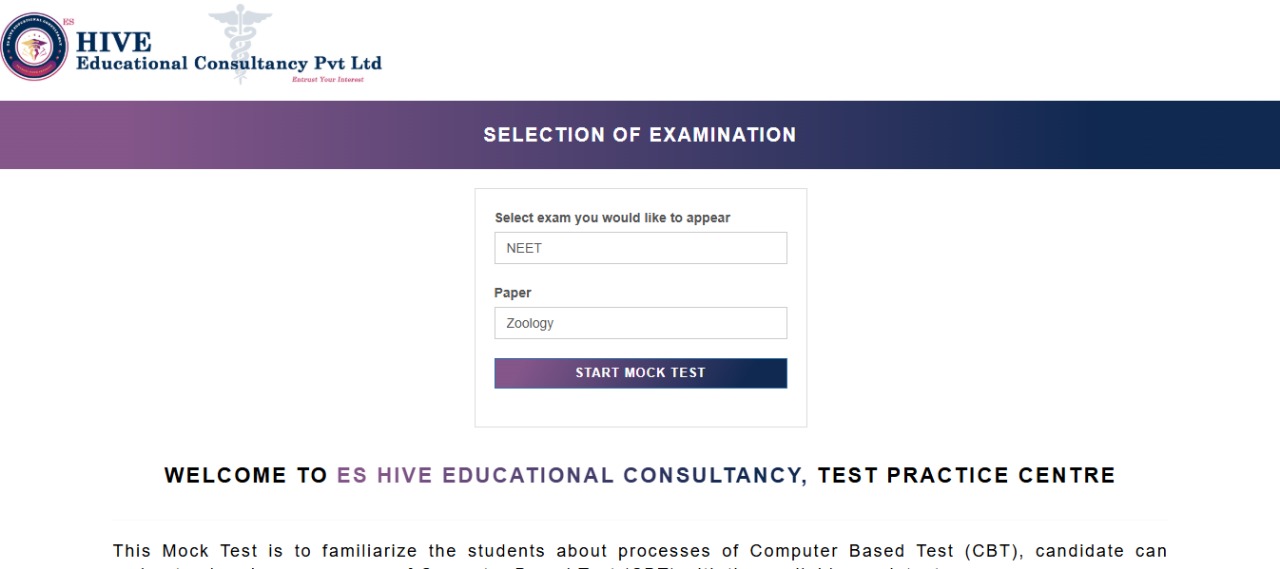 ES
HIVE
Educational Consultancy Pvt Ltd
Entrust Your Interest
SELECTION OF EXAMINATION
Select exam you would like to appear
NEET
Paper
Zoology
START MOCK TEST
WELCOME TO ES HIVE EDUCATIONAL CONSULTANCY, TEST PRACTICE CENTRE
This Mock Test is to familiarize the students about processes of Computer Based Test (CBT), candidate can